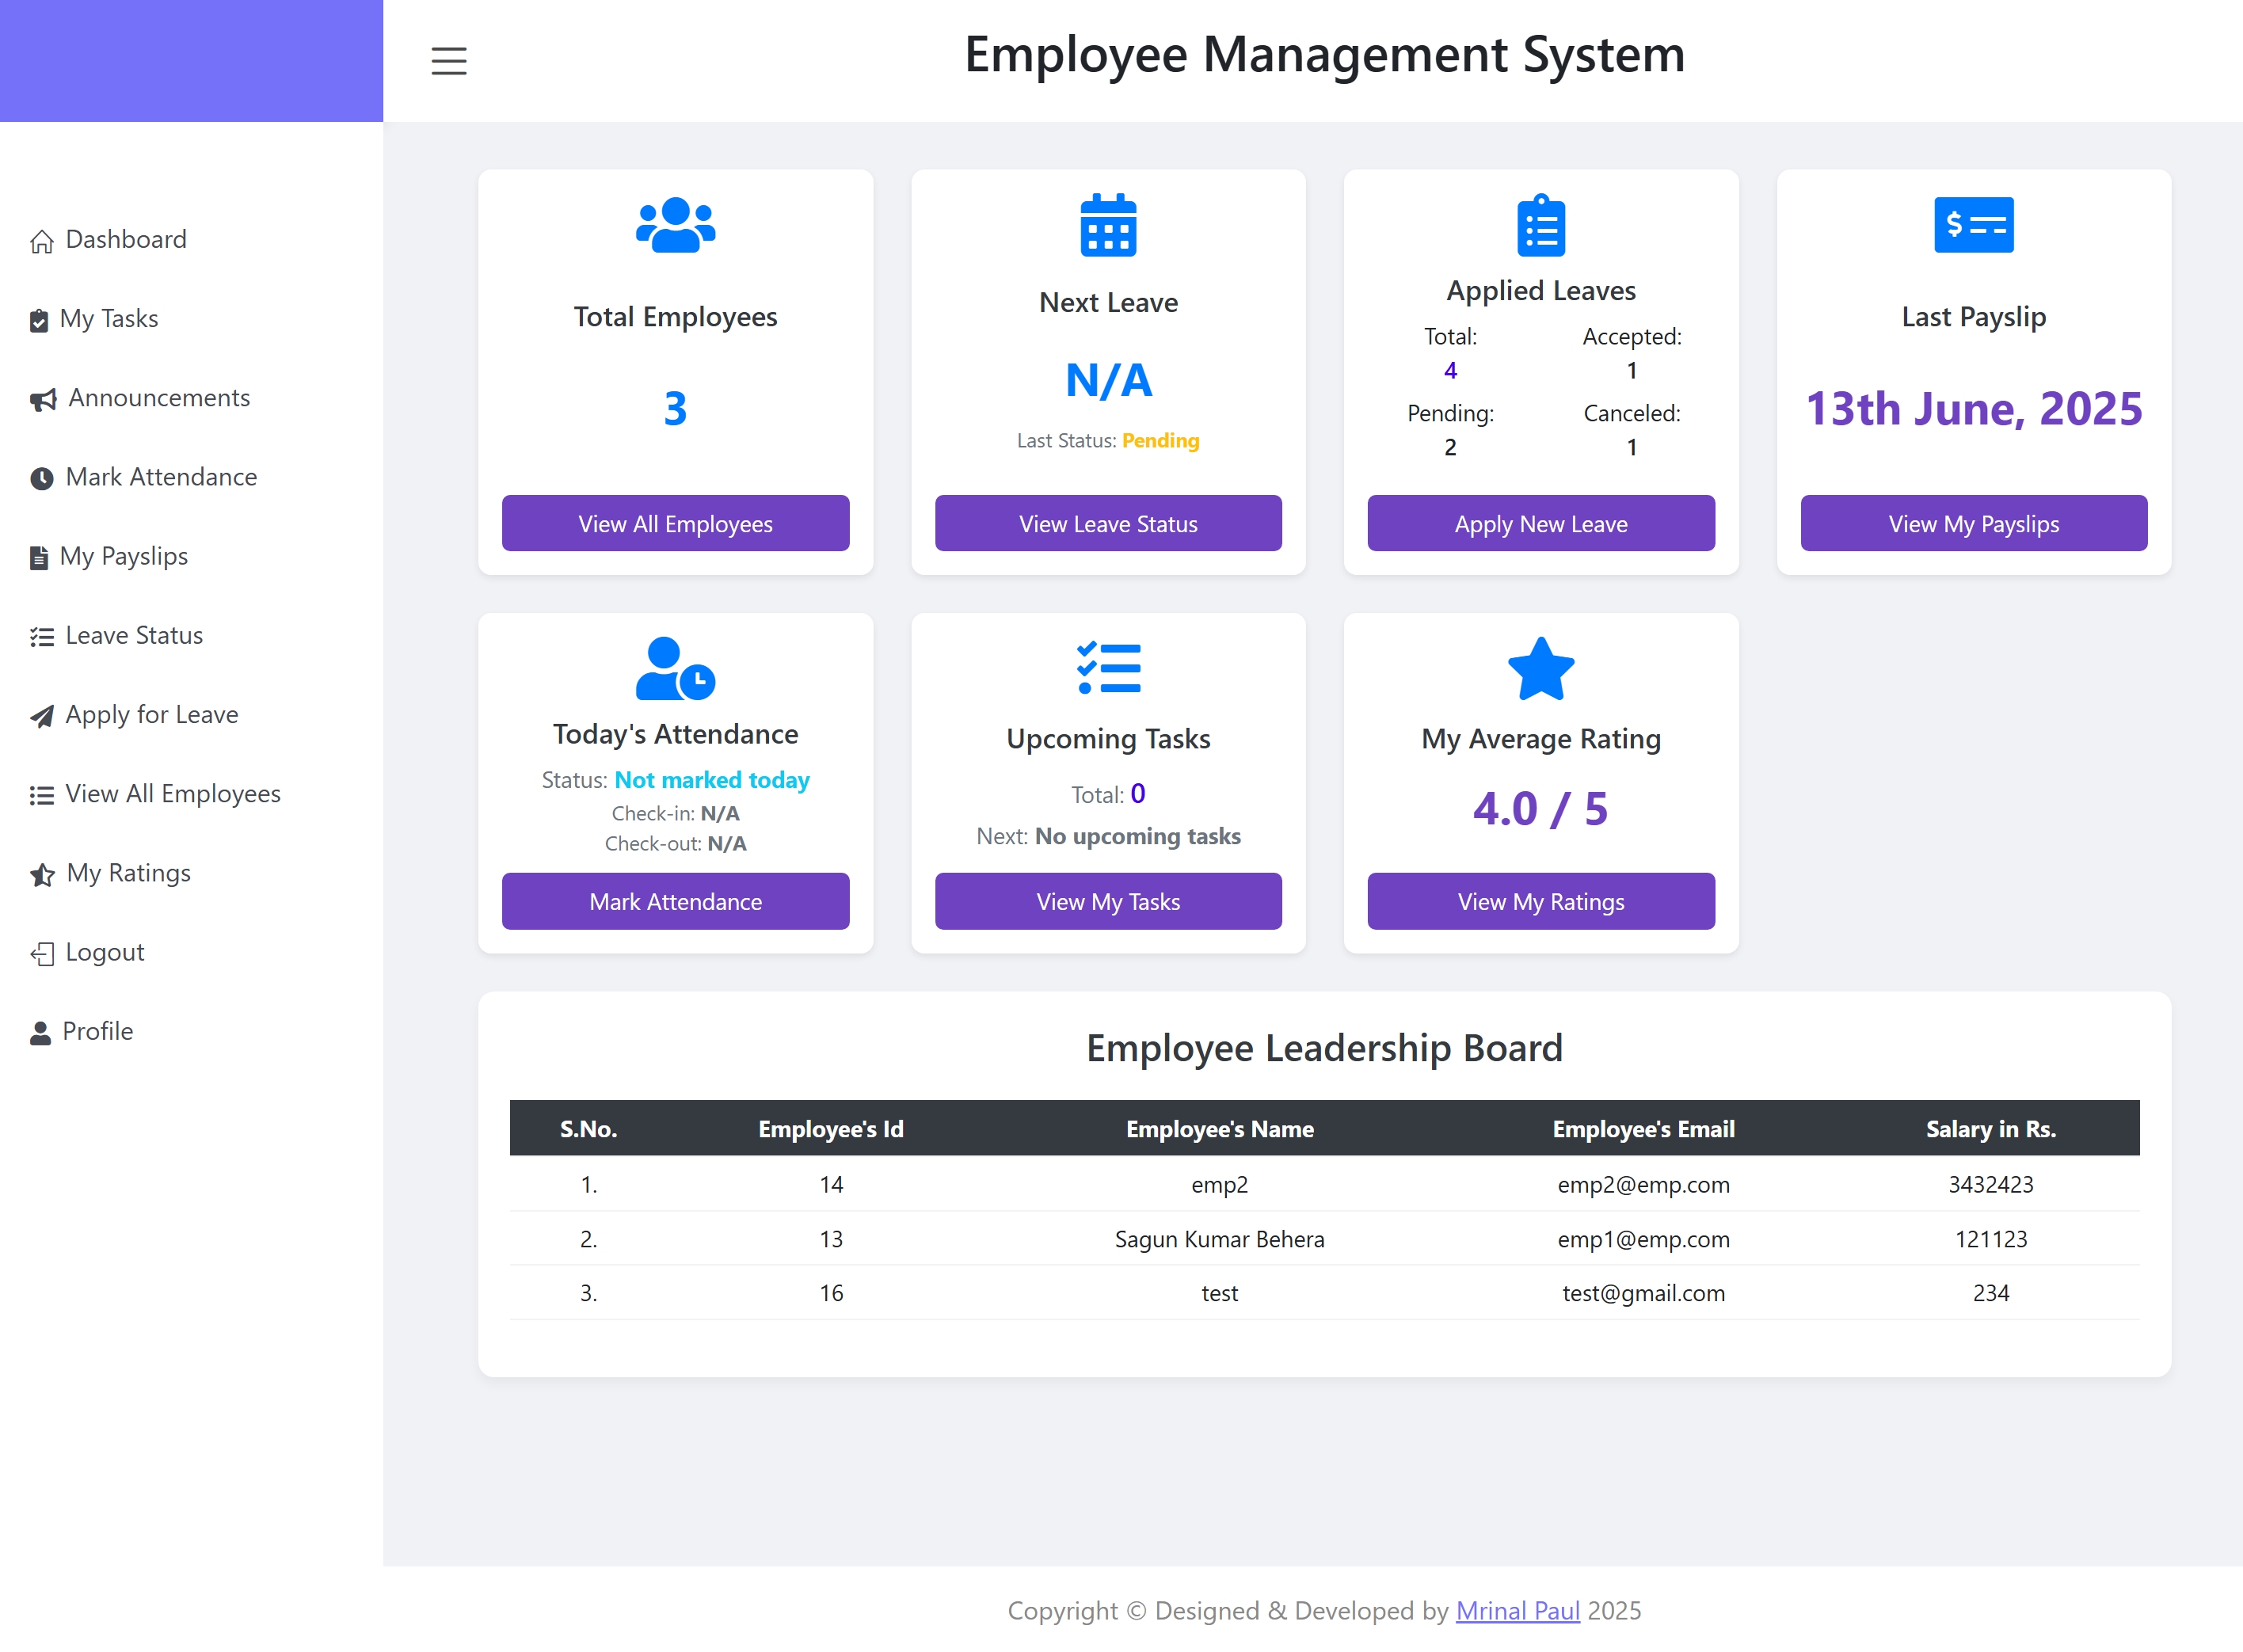 Employee Management System
Dashboard
My Tasks
Announcements
Mark Attendance
My Payslips
Leave Status
Apply for Leave
View All Employees
My Ratings
Logout
Profile
Total Employees
3
View All Employees
Next Leave
N/A
Last Status: Pending
View Leave Status
Applied Leaves
Total: Accepted:
4 1
Pending: Canceled:
2 1
Apply New Leave
Last Payslip
13th June, 2025
View My Payslips
Today's Attendance
Status: Not marked today
Check-in: N/A
Check-out: N/A
Mark Attendance
Upcoming Tasks
Total: 0
Next: No upcoming tasks
View My Tasks
My Average Rating
4.0 / 5
View My Ratings
Employee Leadership Board
S.No. Employee's Id Employee's Name Employee's Email Salary in Rs.
1. 14 emp2 emp2@emp.com 3432423
2. 13 Sagun Kumar Behera emp1@emp.com 121123
3. 16 test test@gmail.com 234
Copyright © Designed & Developed by Mrinal Paul 2025